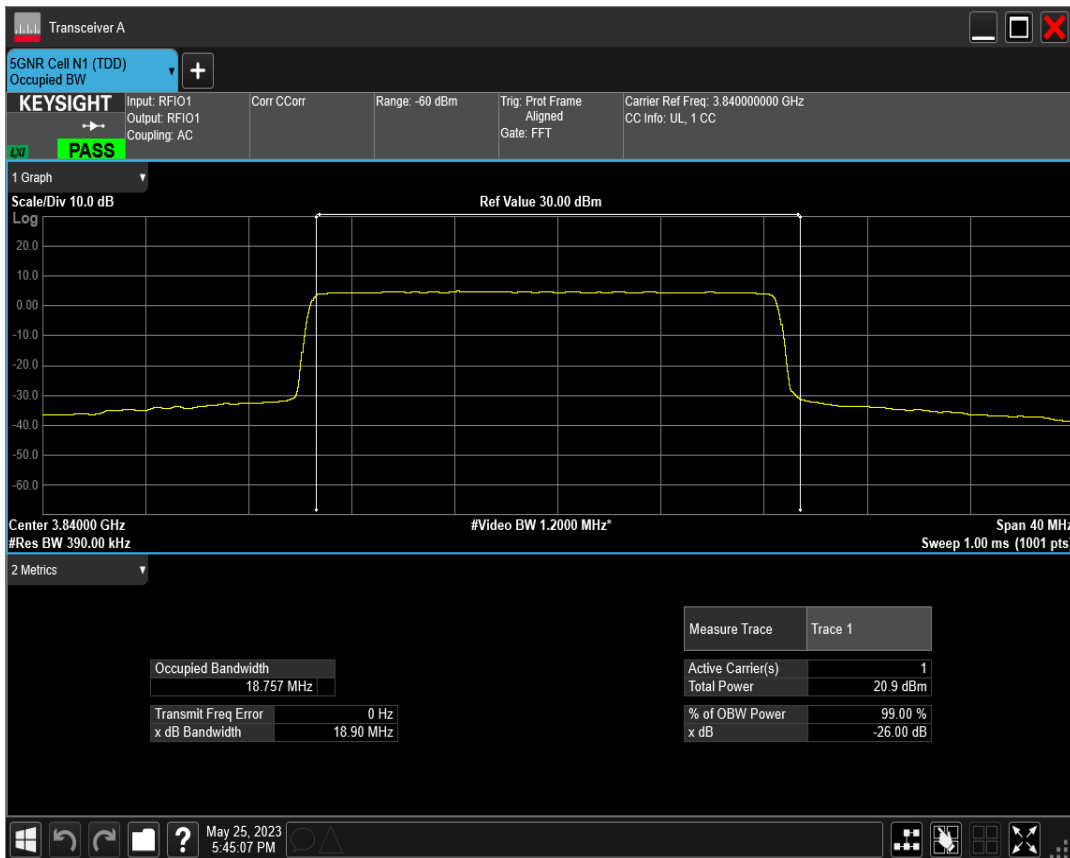 Transceiver A
5GNR Cell N1 (TDD)
Occupied BW
KEYSIGHT
LXI
PASS
Input: RFIO1
Output: RFIO1
Coupling: AC
Corr CCorr
Range: -60 dBm
Trig: Prot Frame
Aligned
Gate: FFT
Carrier Ref Freq: 3.840000000 GHz
CC Info: UL, 1 CC
1 Graph
Scale/Div 10.0 dB
Ref Value 30.00 dBm
Log
20.0
10.0
0.00
-10.0
-20.0
-30.0
-40.0
-50.0
-60.0
Center 3.84000 GHz
#Video BW 1.2000 MHz*
Span 40 MHz
#Res BW 390.00 kHz
Sweep 1.00 ms (1001 pts)
2 Metrics
Measure Trace Trace 1
Occupied Bandwidth
18.757 MHz
Active Carrier(s) 1
Total Power 20.9 dBm
Transmit Freq Error 0 Hz
x dB Bandwidth 18.90 MHz
% of OBW Power 99.00 %
x dB -26.00 dB
?
May 25, 2023
5:45:07 PM